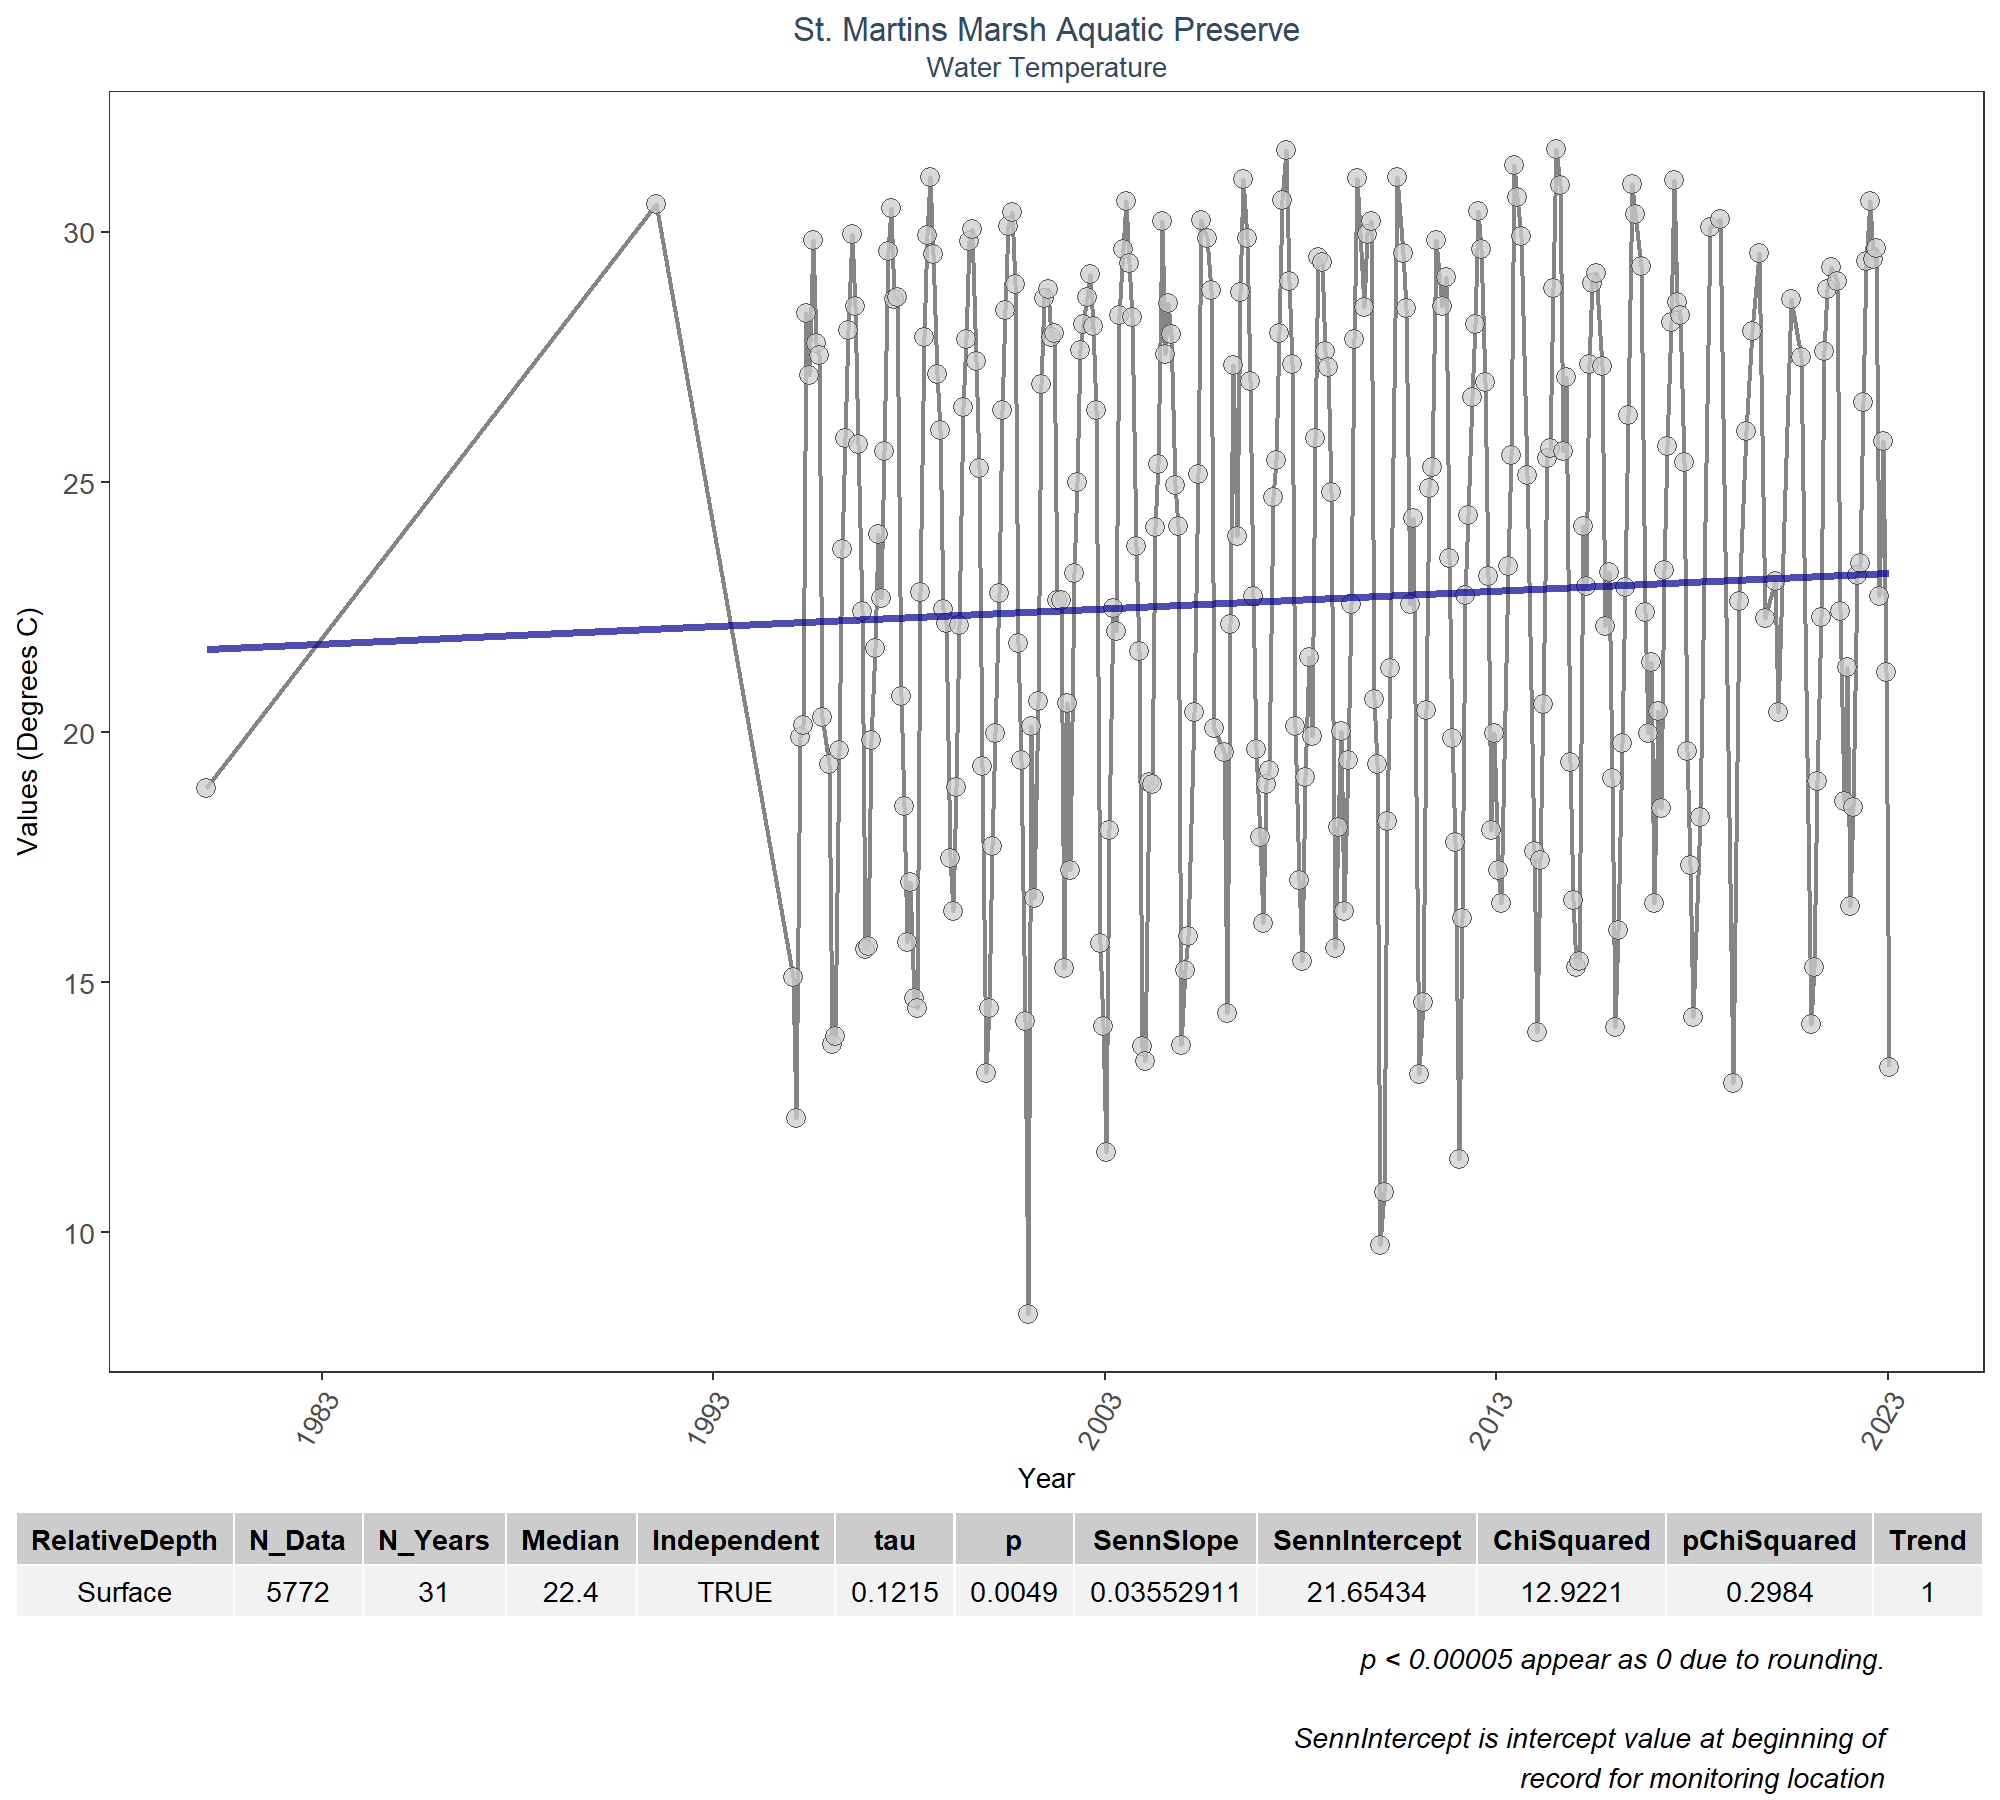 St. Martins Marsh Aquatic Preserve
Water Temperature
Values (Degrees C)
30
25
20
15
10
1983
1993
2003
2013
2023
Year
RelativeDepth N_Data N_Years Median Independent tau p SennSlope SennIntercept ChiSquared pChiSquared Trend
Surface 5772 31 22.4 TRUE 0.1215 0.0049 0.03552911 21.65434 12.9221 0.2984 1
p < 0.00005 appear as 0 due to rounding.
SennIntercept is intercept value at beginning of
record for monitoring location